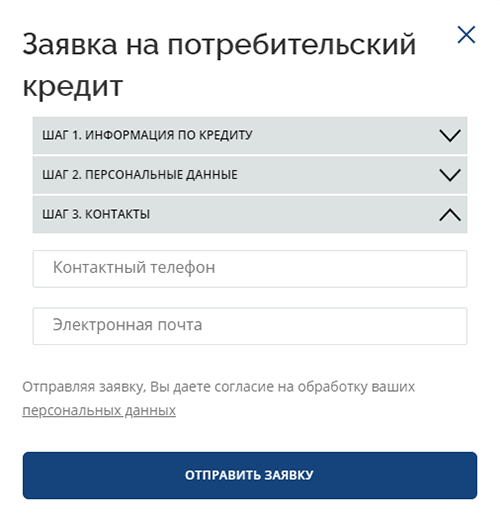 Заявка на потребительский
кредит
ШАГ 1. ИНФОРМАЦИЯ ПО КРЕДИТУ
ШАГ 2. ПЕРСОНАЛЬНЫЕ ДАННЫЕ
ШАГ 3. КОНТАКТЫ
Контактный телефон
Электронная почта
Отправляя заявку, Вы даете согласие на обработку ваших
персональных данных
ОТПРАВИТЬ ЗАЯВКУ